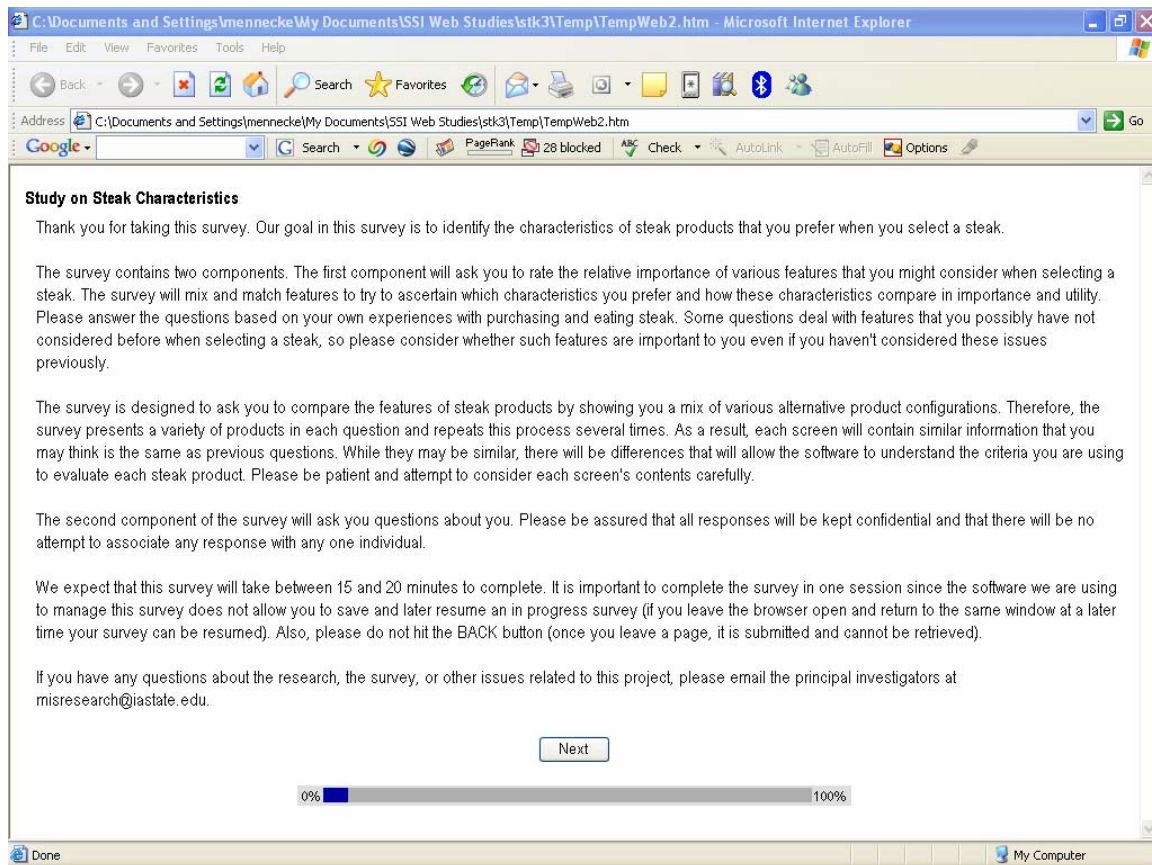 C:\Documents and Settings\mennecke\My Documents\SSI Web Studies\stk3\Temp\TempWeb2.htm - Microsoft Internet Explorer
File Edit View Favorites Tools Help
Back Search Favorites
Address C:\Documents and Settings\mennecke\My Documents\SSI Web Studies\stk3\Temp\TempWeb2.htm Go
Google Search PageRank 28 blocked ABC Check AutoLink AutoFill Options
Study on Steak Characteristics
Thank you for taking this survey. Our goal in this survey is to identify the characteristics of steak products that you prefer when you select a steak.
The survey contains two components. The first component will ask you to rate the relative importance of various features that you might consider when selecting a
steak. The survey will mix and match features to try to ascertain which characteristics you prefer and how these characteristics compare in importance and utility.
Please answer the questions based on your own experiences with purchasing and eating steak. Some questions deal with features that you possibly have not
considered before when selecting a steak, so please consider whether such features are important to you even if you haven't considered these issues
previously.
The survey is designed to ask you to compare the features of steak products by showing you a mix of various alternative product configurations. Therefore, the
survey presents a variety of products in each question and repeats this process several times. As a result, each screen will contain similar information that you
may think is the same as previous questions. While they may be similar, there will be differences that will allow the software to understand the criteria you are using
to evaluate each steak product. Please be patient and attempt to consider each screen's contents carefully.
The second component of the survey will ask you questions about you. Please be assured that all responses will be kept confidential and that there will be no
attempt to associate any response with any one individual.
We expect that this survey will take between 15 and 20 minutes to complete. It is important to complete the survey in one session since the software we are using
to manage this survey does not allow you to save and later resume an in progress survey (if you leave the browser open and return to the same window at a later
time your survey can be resumed). Also, please do not hit the BACK button (once you leave a page, it is submitted and cannot be retrieved).
If you have any questions about the research, the survey, or other issues related to this project, please email the principal investigators at
misresearch@iastate.edu.
Next
0% 100%
Done My Computer